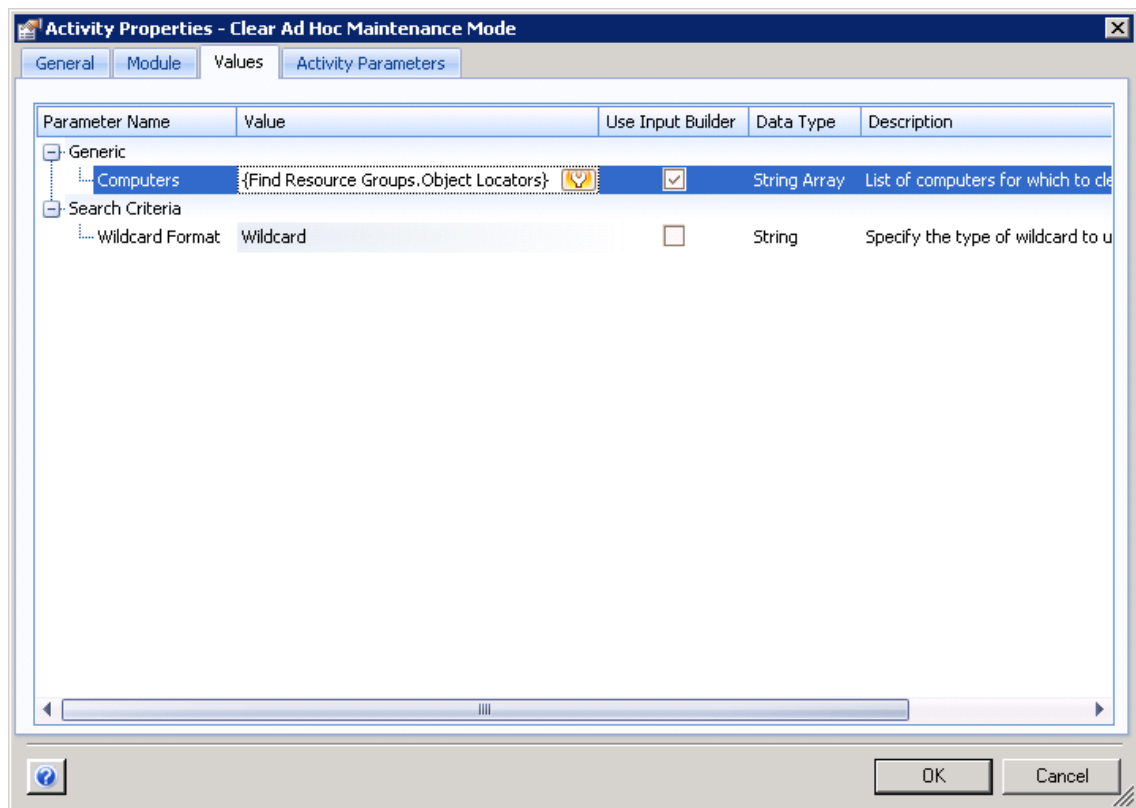 Activity Properties - Clear Ad Hoc Maintenance Mode
General Module Values Activity Parameters
Parameter Name Value Use Input Builder Data Type Description
Generic
Computers {Find Resource Groups.Object Locators} String Array List of computers for which to cle
Search Criteria
Wildcard Format Wildcard String Specify the type of wildcard to u
OK Cancel